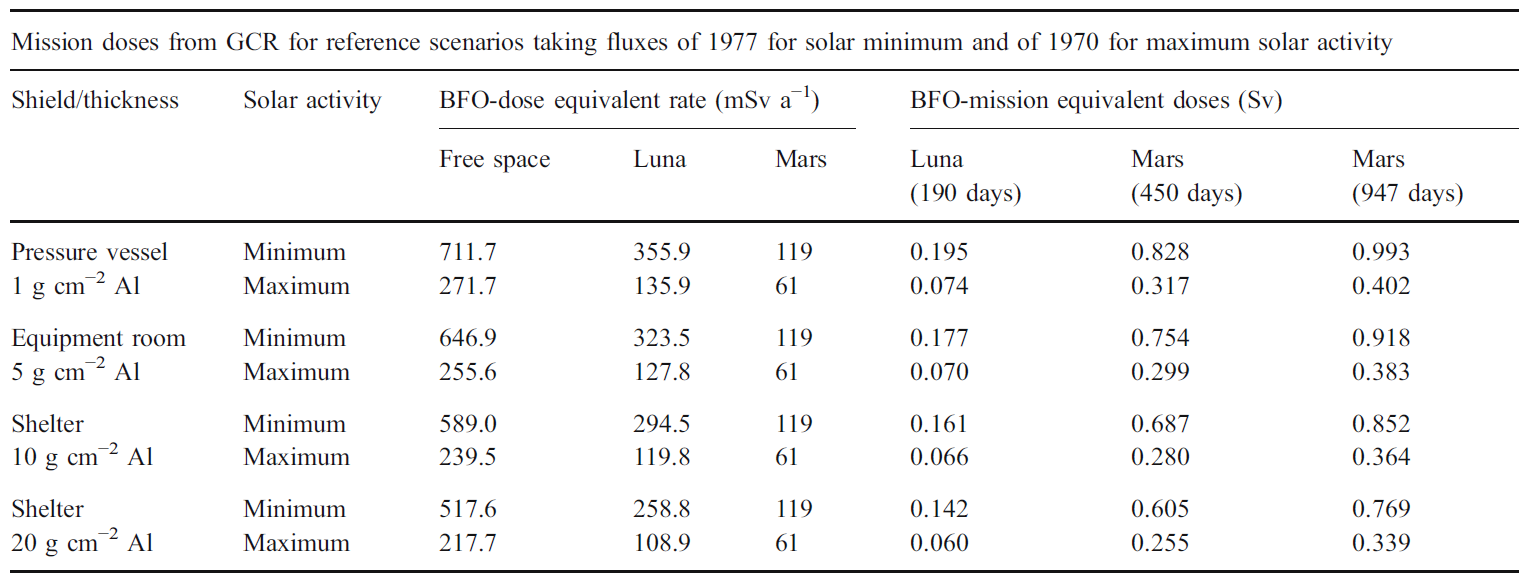 Mission doses from GCR for reference scenarios taking fluxes of 1977 for solar minimum and of 1970 for maximum solar activity
Shield/thickness Solar activity BFO-dose equivalent rate (mSv a⁻¹) BFO-mission equivalent doses (Sv)
Free space Luna Mars Luna Mars Mars
(190 days) (450 days) (947 days)
Pressure vessel Minimum 711.7 355.9 119 0.195 0.828 0.993
1 g cm⁻² Al Maximum 271.7 135.9 61 0.074 0.317 0.402
Equipment room Minimum 646.9 323.5 119 0.177 0.754 0.918
5 g cm⁻² Al Maximum 255.6 127.8 61 0.070 0.299 0.383
Shelter Minimum 589.0 294.5 119 0.161 0.687 0.852
10 g cm⁻² Al Maximum 239.5 119.8 61 0.066 0.280 0.364
Shelter Minimum 517.6 258.8 119 0.142 0.605 0.769
20 g cm⁻² Al Maximum 217.7 108.9 61 0.060 0.255 0.339